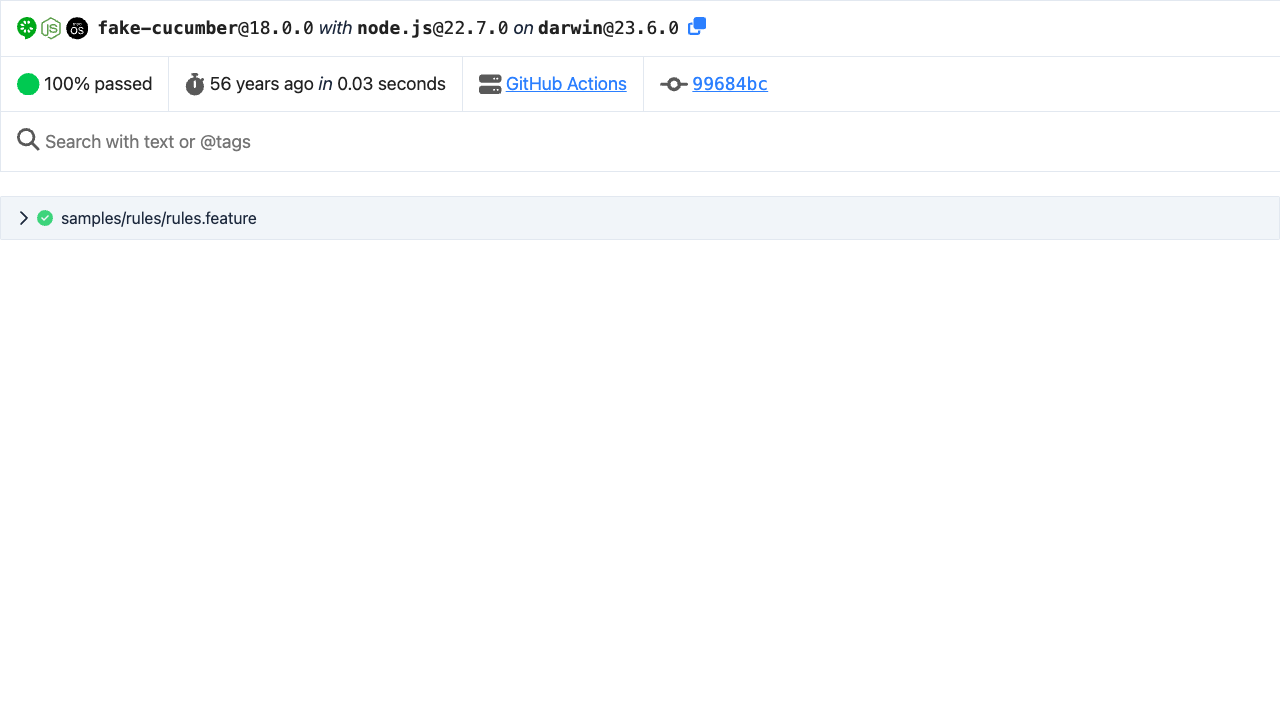 fake-cucumber@18.0.0 with node.js@22.7.0 on darwin@23.6.0
100% passed 56 years ago in 0.03 seconds GitHub Actions 99684bc
Search with text or @tags
samples/rules/rules.feature